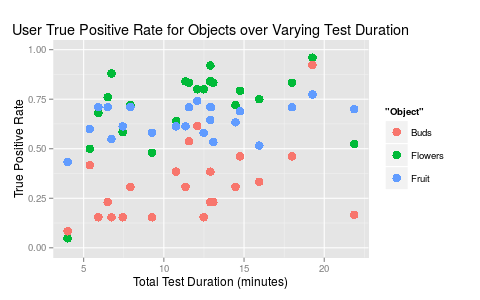 User True Positive Rate for Objects over Varying Test Duration
1.00
0.75
0.50
0.25
0.00
True Positive Rate
5
10
15
20
Total Test Duration (minutes)
"Object"
Buds
Flowers
Fruit